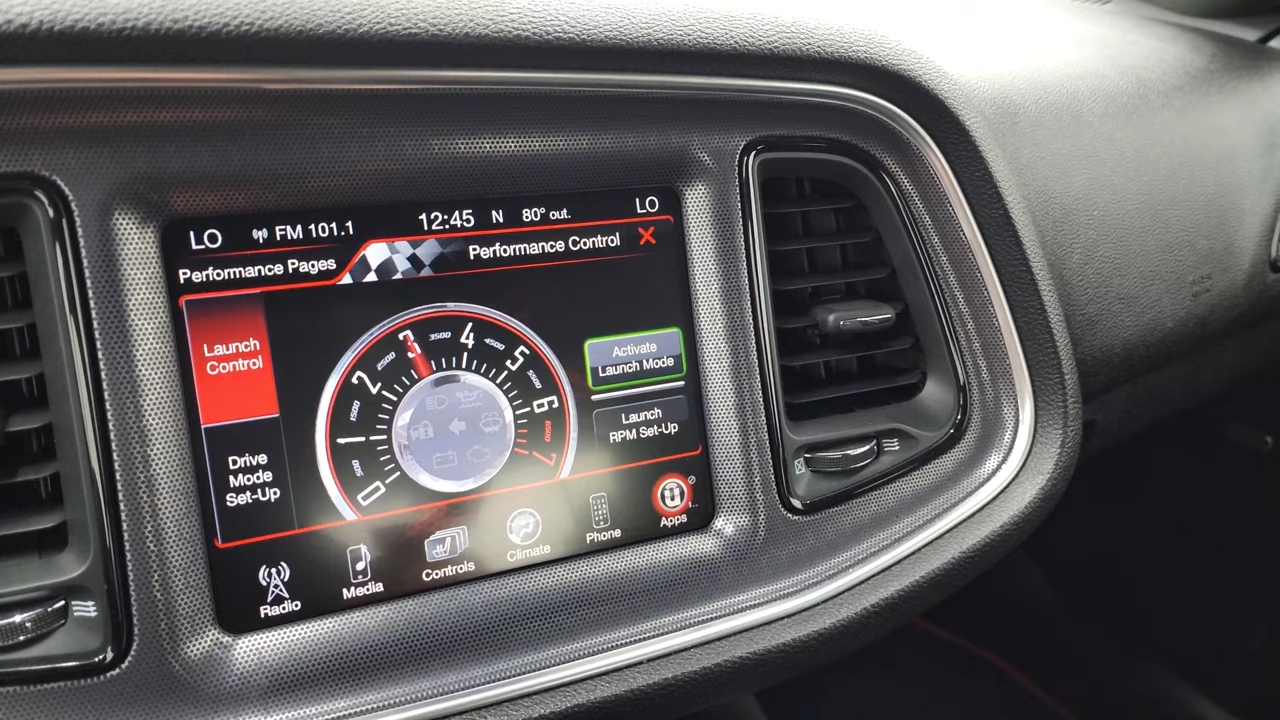 LO FM 101.1 12:45 N 80° out. LO
Performance Pages Performance Control X
Launch
Control
Drive
Mode
Set-Up
0 500 1 1500 2 2500 3 3500 4 4500 5 5500 6 6500 7
Activate
Launch Mode
Launch
RPM Set-Up
Radio Media Controls Climate Phone Apps